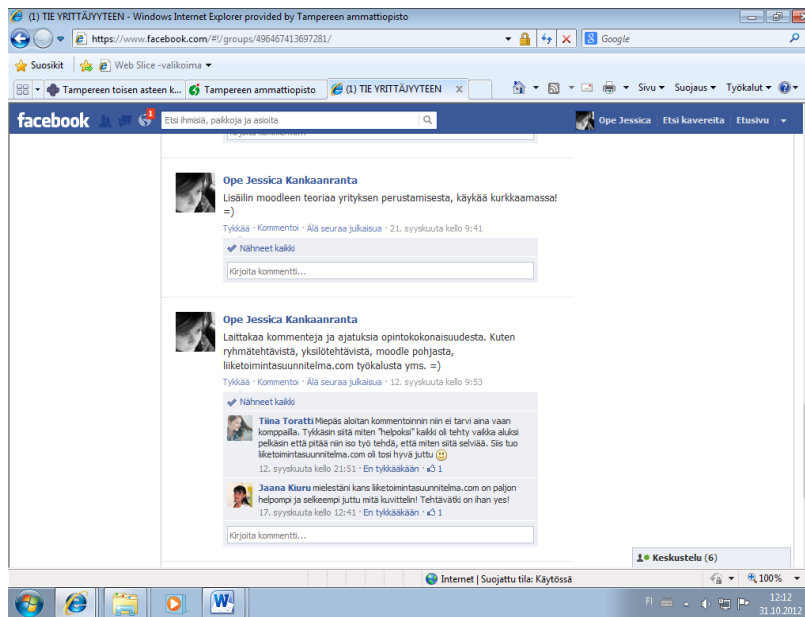 (1) TIE YRITTÄJYYTEEN - Windows Internet Explorer provided by Tampereen ammattiopisto
https://www.facebook.com/#!/groups/496467413697281/
Google
Suosikit
Web Slice -valikoima
Tampereen toisen asteen k...
Tampereen ammattiopisto
(1) TIE YRITTÄJYYTEEN
Sivu
Suojaus
Työkalut
facebook
1
Etsi ihmisiä, paikkoja ja asioita
Ope Jessica
Etsi kavereita
Etusivu
Ope Jessica Kankaanranta
Lisäilin moodleen teoriaa yrityksen perustamisesta, käykää kurkkaamassa!
=)
Tykkää · Kommentoi · Älä seuraa julkaisua · 21. syyskuuta kello 9:41
Nähneet kaikki
Kirjoita kommentti...
Ope Jessica Kankaanranta
Laittakaa kommenteja ja ajatuksia opintokokonaisuudesta. Kuten
ryhmätehtävistä, yksilötehtävistä, moodle pohjasta,
liiketoimintasuunnitelma.com työkalusta yms. =)
Tykkää · Kommentoi · Älä seuraa julkaisua · 12. syyskuuta kello 9:53
Nähneet kaikki
Tiina Toratti Miepäs aloitan kommentoinnin niin ei tarvi aina vaan
komppailla. Tykkäsin siitä miten "helpoksi" kaikki oli tehty vaikka aluksi
pelkäsin että pitää niin iso työ tehdä, että miten siitä selviää. Siis tuo
liiketoimintasuunnitelma.com oli tosi hyvä juttu
12. syyskuuta kello 21:51 · En tykkääkään · 1
Jaana Kiuru mielestäni kans liiketoimintasuunnitelma.com on paljon
helpompi ja selkeempi juttu mitä kuvittelin! Tehtävätki on ihan yes!
17. syyskuuta kello 12:41 · En tykkääkään · 1
Kirjoita kommentti...
Keskustelu (6)
Internet | Suojattu tila: Käytössä
100%
FI
12:12
31.10.2012